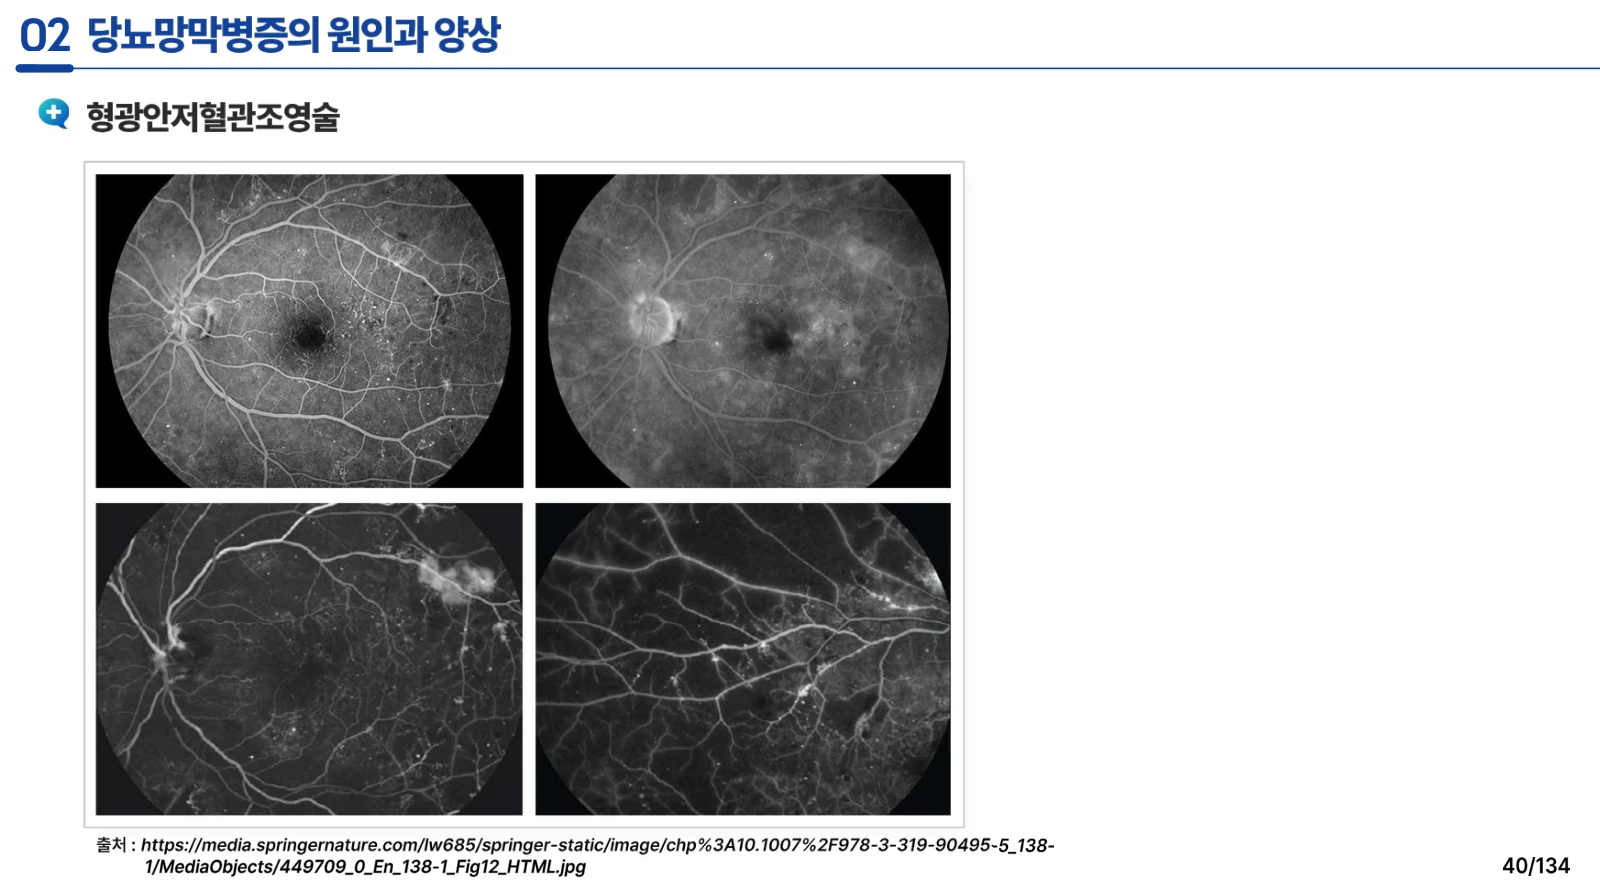 02 당뇨망막병증의 원인과 양상
형광안저혈관조영술
출처 : https://media.springernature.com/lw685/springer-static/image/chp%3A10.1007%2F978-3-319-90495-5_138-
1/MediaObjects/449709_0_En_138-1_Fig12_HTML.jpg
40/134